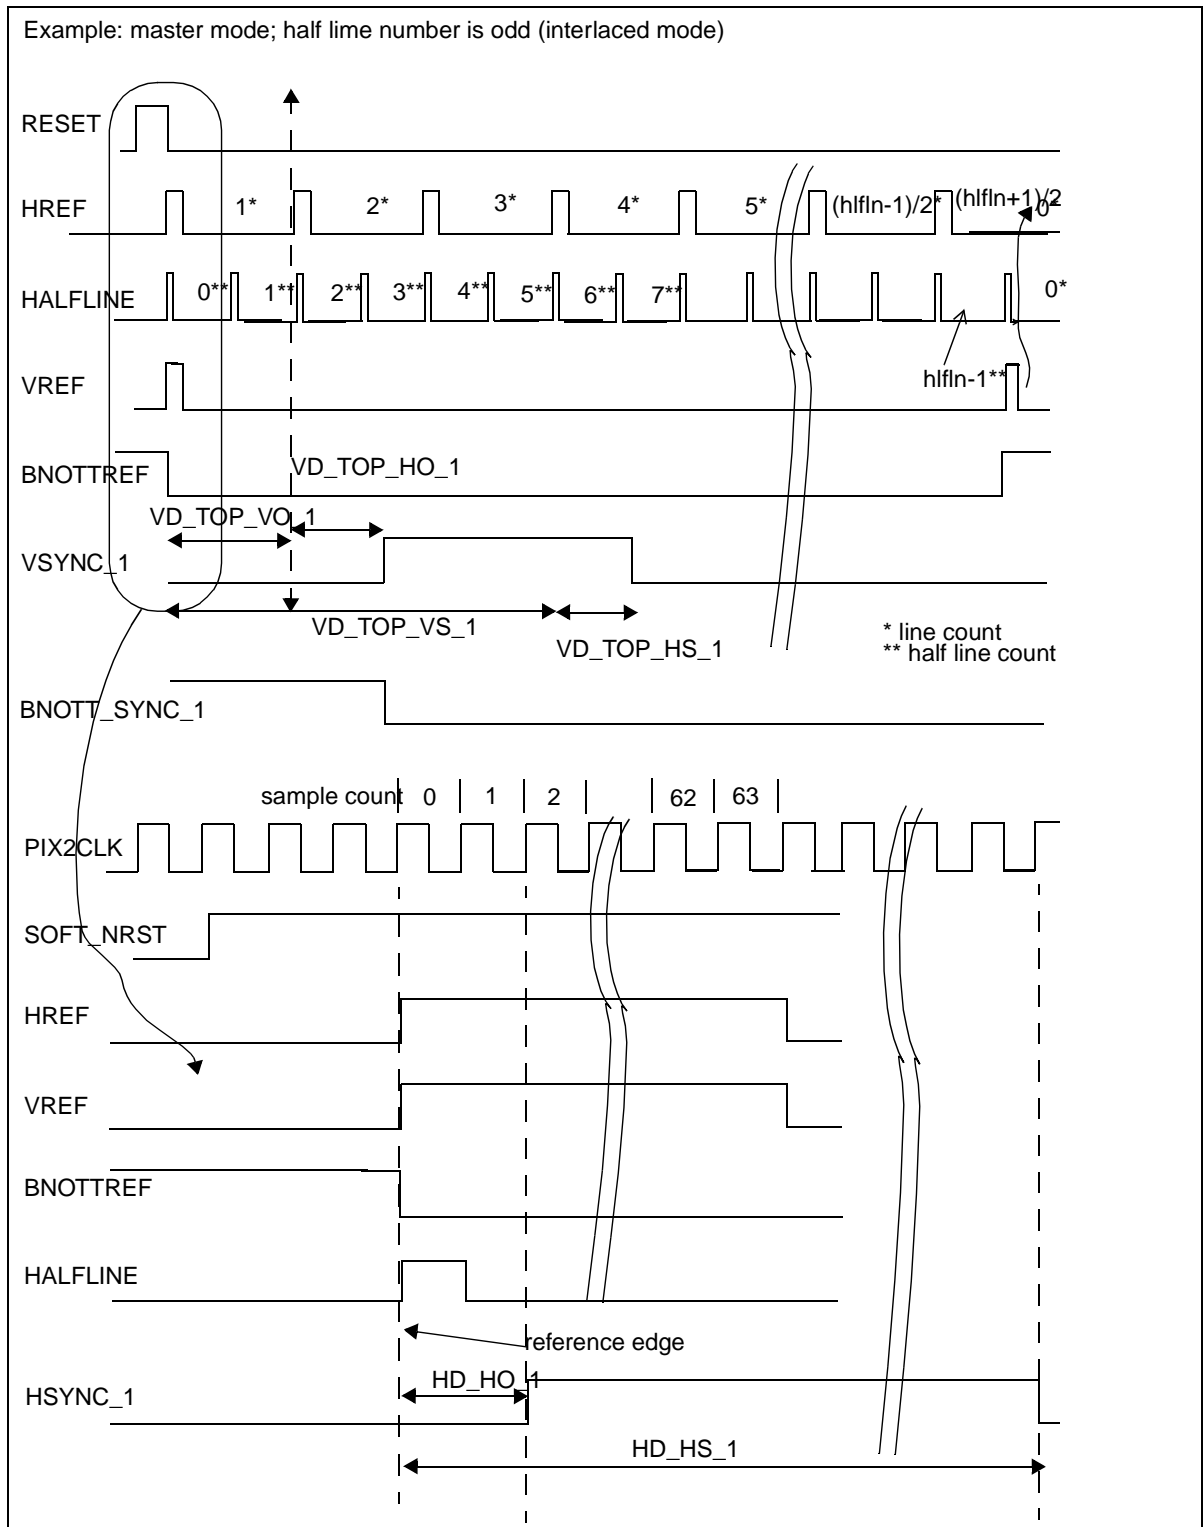 Example: master mode; half lime number is odd (interlaced mode)
RESET
HREF 1* 2* 3* 4* 5* (hlfln-1)/2* (hlfln+1)/2 0*
HALFLINE 0** 1** 2** 3** 4** 5** 6** 7** 0*
hlfln-1**
VREF
BNOTTREF VD_TOP_HO_1
VD_TOP_VO_1
VSYNC_1
VD_TOP_VS_1
VD_TOP_HS_1
* line count
** half line count
BNOTT_SYNC_1
sample count 0 1 2 62 63
PIX2CLK
SOFT_NRST
HREF
VREF
BNOTTREF
HALFLINE
reference edge
HD_HO_1
HSYNC_1
HD_HS_1